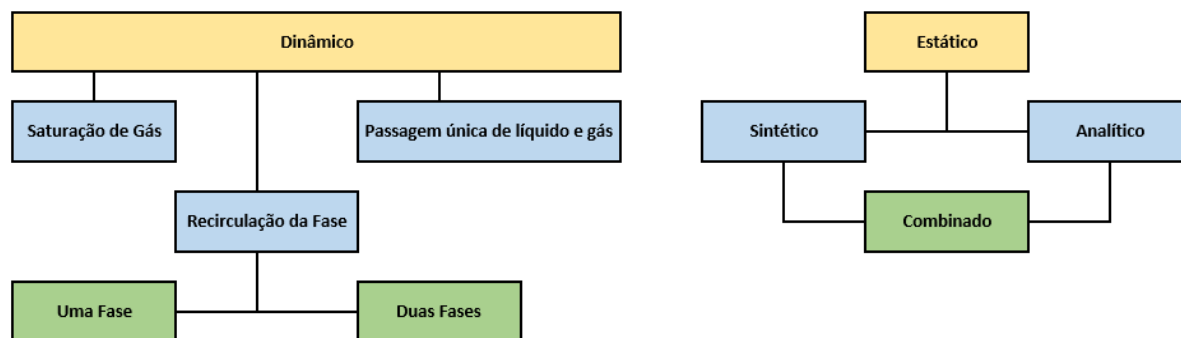 Dinâmico
Saturação de Gás
Passagem única de líquido e gás
Recirculação da Fase
Uma Fase
Duas Fases
Estático
Sintético
Analítico
Combinado